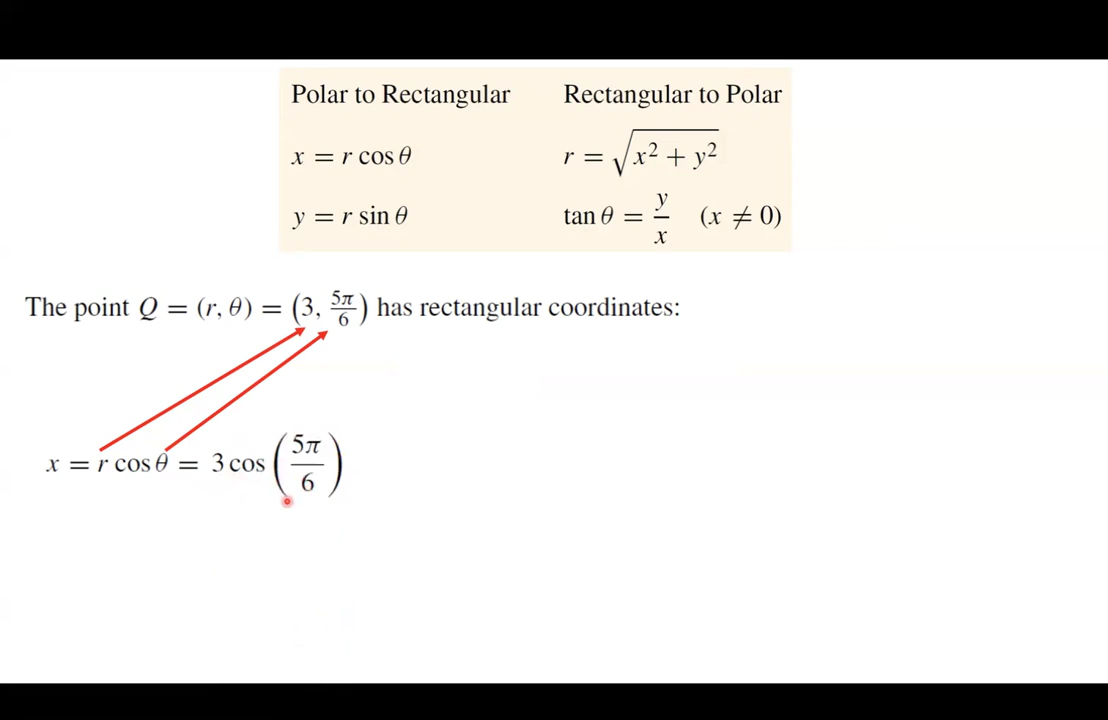 Polar to Rectangular Rectangular to Polar
x = r cos θ r = √(x² + y²)
y = r sin θ tan θ = y/x (x ≠ 0)
The point Q = (r, θ) = (3, 5π/6) has rectangular coordinates:
x = r cos θ = 3 cos (5π/6)